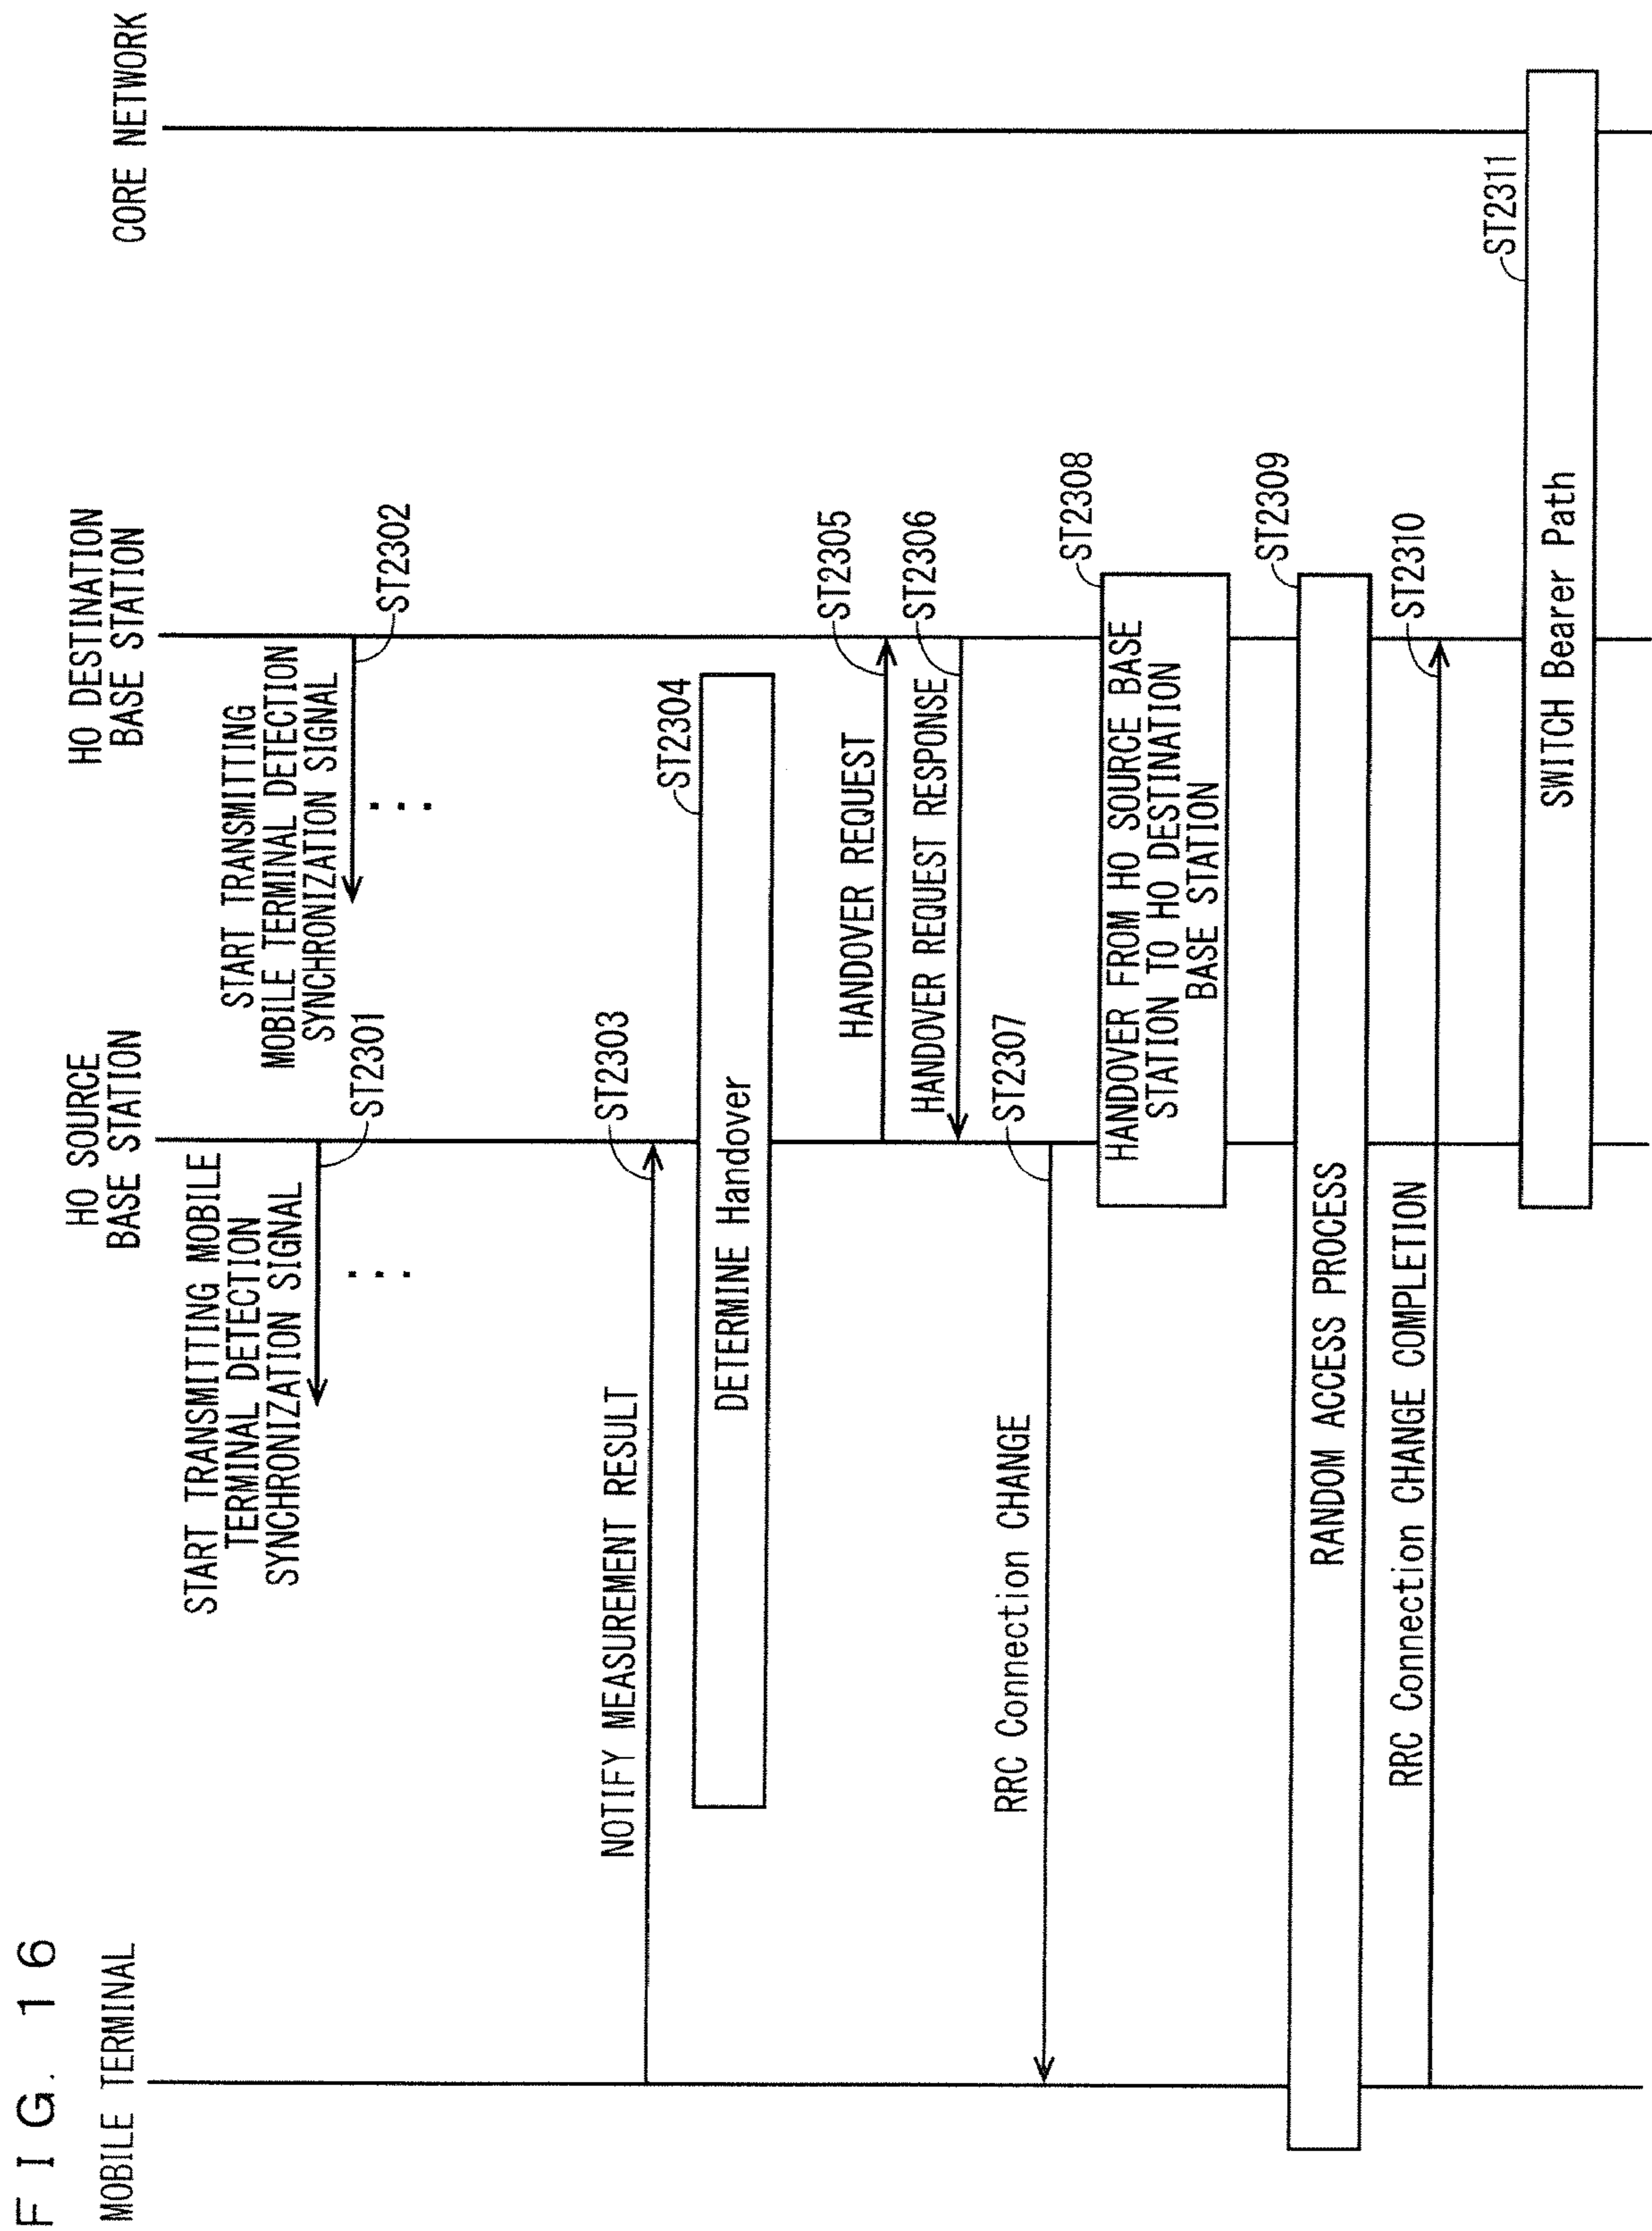 FIG. 16
MOBILE TERMINAL
HO SOURCE
BASE STATION
HO DESTINATION
BASE STATION
CORE NETWORK
START TRANSMITTING MOBILE
TERMINAL DETECTION
SYNCHRONIZATION SIGNAL
ST2301
START TRANSMITTING
MOBILE TERMINAL DETECTION
SYNCHRONIZATION SIGNAL
ST2302
NOTIFY MEASUREMENT RESULT
ST2303
ST2304
DETERMINE Handover
HANDOVER REQUEST
ST2305
HANDOVER REQUEST RESPONSE
ST2306
RRC Connection CHANGE
ST2307
ST2308
HANDOVER FROM HO SOURCE BASE
STATION TO HO DESTINATION
BASE STATION
ST2309
RANDOM ACCESS PROCESS
RRC Connection CHANGE COMPLETION
ST2310
ST2311
SWITCH Bearer Path